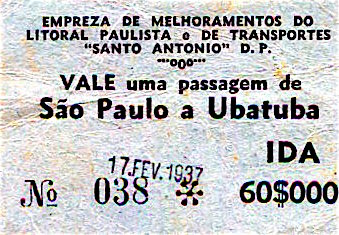 EMPREZA DE MELHORAMENTOS DO
LITORAL PAULISTA e DE TRANSPORTES
"SANTO ANTONIO" D. P.
VALE uma passagem de
São Paulo a Ubatuba
IDA
17.FEV.1937
No 038 60$000